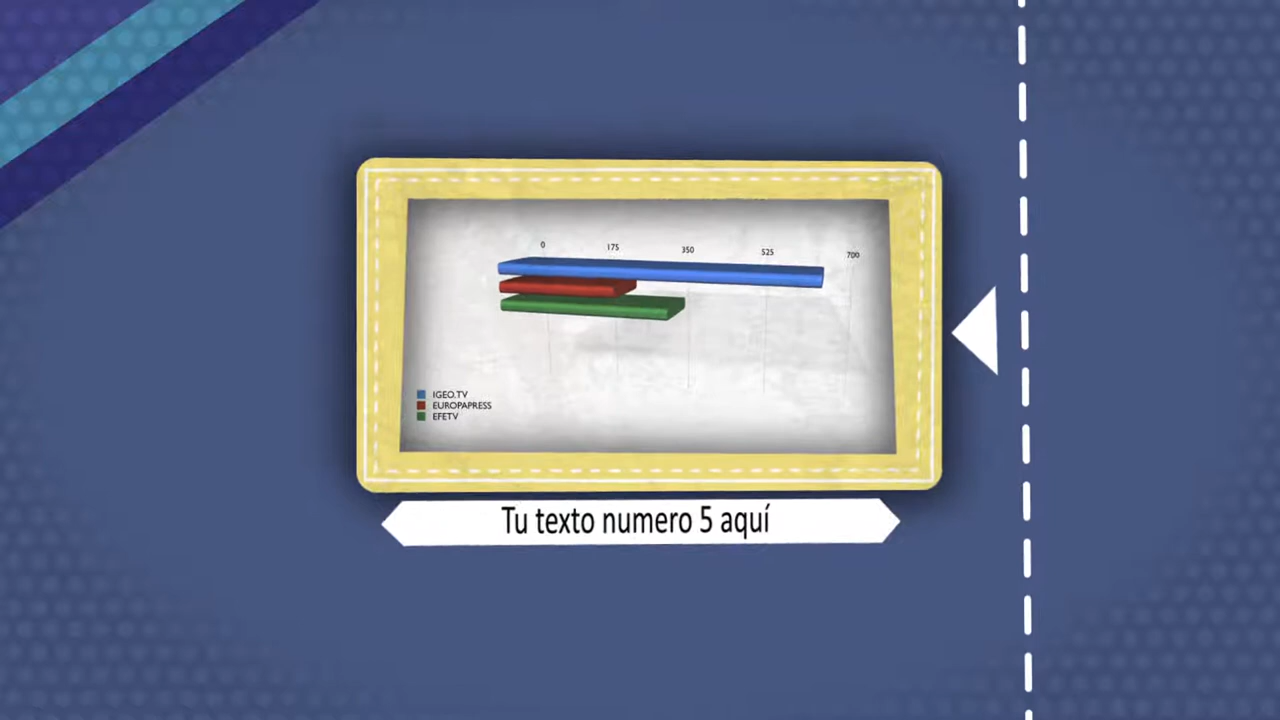 0 175 350 525 700
IGEO.TV
EUROPAPRESS
EFETV
Tu texto numero 5 aquí